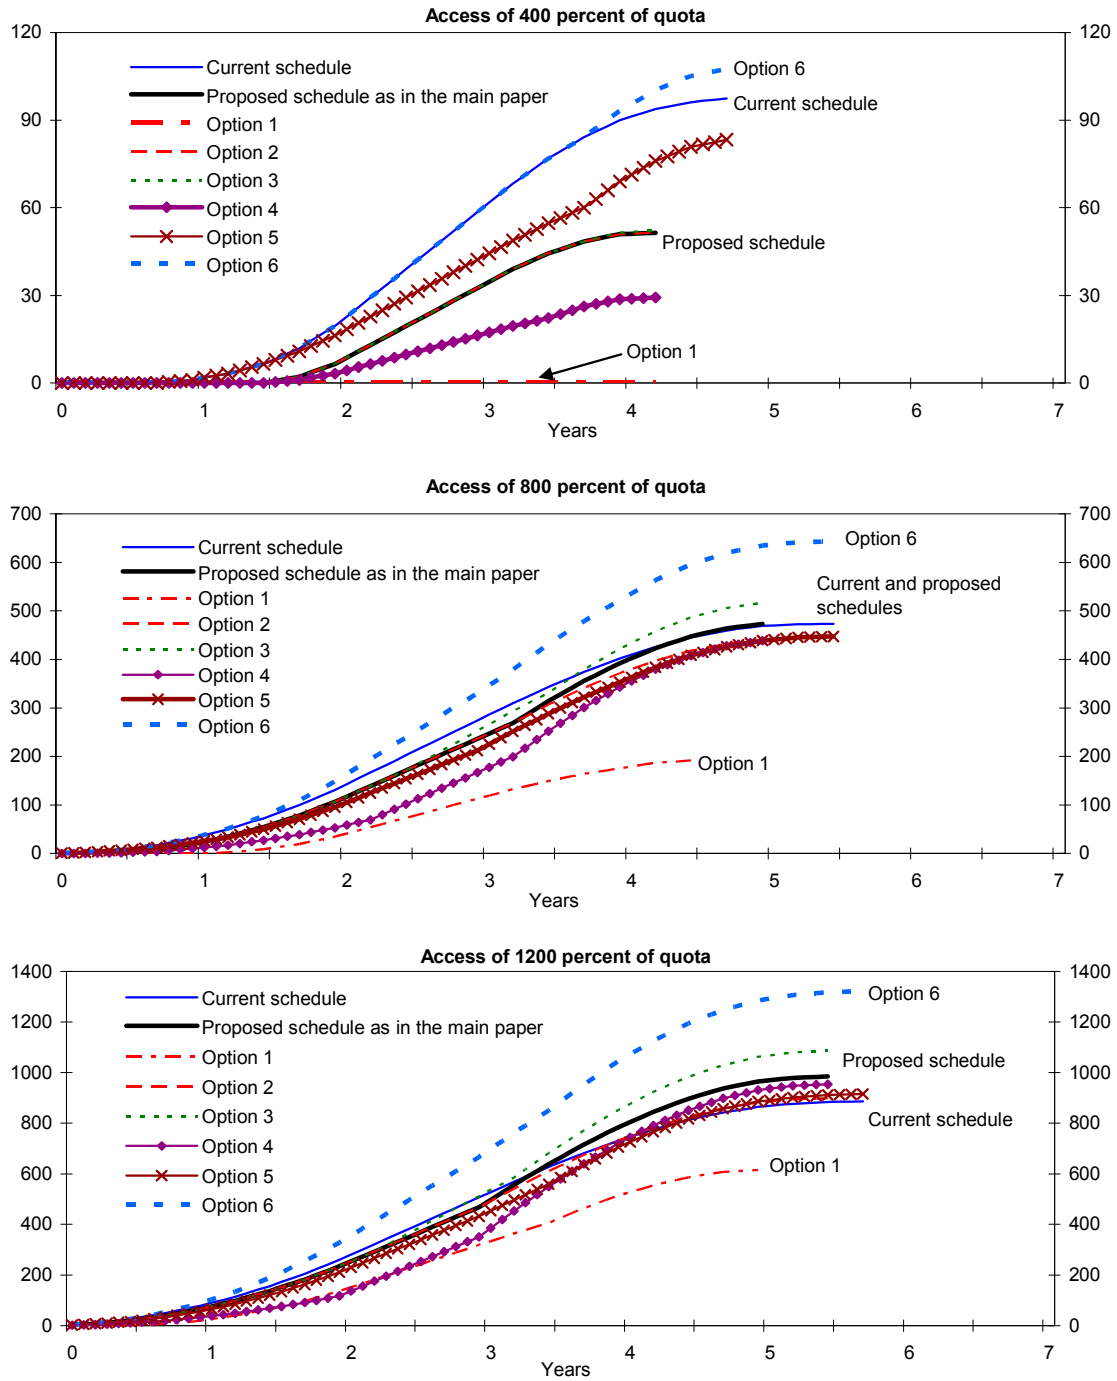 Access of 400 percent of quota
120 120
Current schedule
Proposed schedule as in the main paper
Option 1
Option 2
Option 3
Option 4
Option 5
Option 6
Option 6
Current schedule
90 90
60 60
Proposed schedule
30 30
Option 1
0 0
0 1 2 3 4 5 6 7
Years
Access of 800 percent of quota
700 700
Current schedule
Proposed schedule as in the main paper
Option 1
Option 2
Option 3
Option 4
Option 5
Option 6
Option 6
600 600
Current and proposed
schedules
500 500
400 400
300 300
200 200
Option 1
100 100
0 0
0 1 2 3 4 5 6 7
Years
Access of 1200 percent of quota
1400 1400
Current schedule
Proposed schedule as in the main paper
Option 1
Option 2
Option 3
Option 4
Option 5
Option 6
Option 6
1200 1200
Proposed schedule
1000 1000
Current schedule
800 800
Option 1
600 600
400 400
200 200
0 0
0 1 2 3 4 5 6 7
Years